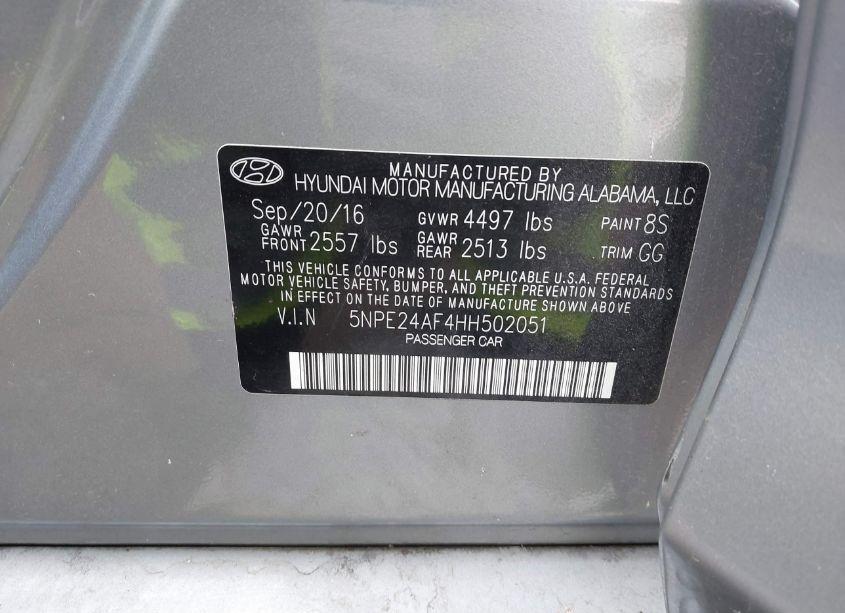 MANUFACTURED BY
HYUNDAI MOTOR MANUFACTURING ALABAMA, LLC
Sep/20/16 GVWR 4497 lbs PAINT 8S
GAWR FRONT 2557 lbs GAWR REAR 2513 lbs TRIM GG
THIS VEHICLE CONFORMS TO ALL APPLICABLE U.S.A. FEDERAL
MOTOR VEHICLE SAFETY, BUMPER, AND THEFT PREVENTION STANDARDS
IN EFFECT ON THE DATE OF MANUFACTURE SHOWN ABOVE.
V.I.N 5NPE24AF4HH502051
PASSENGER CAR